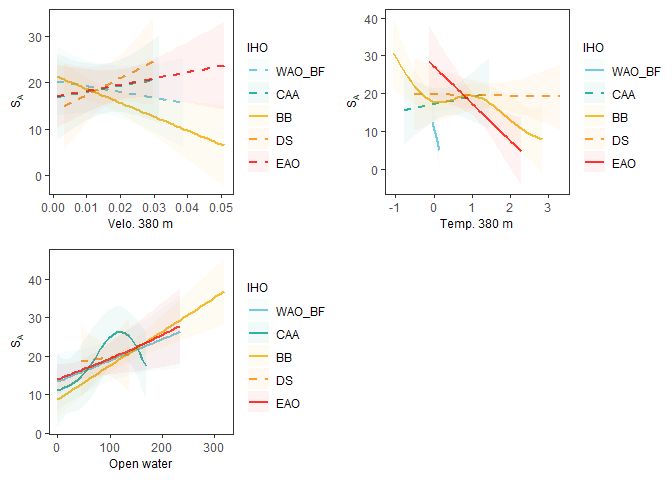 30
20
10
0
S_A
0.00 0.01 0.02 0.03 0.04 0.05
Velo. 380 m
IHO
WAO_BF
CAA
BB
DS
EAO
40
30
20
10
0
S_A
-1 0 1 2 3
Temp. 380 m
IHO
WAO_BF
CAA
BB
DS
EAO
40
30
20
10
0
S_A
0 100 200 300
Open water
IHO
WAO_BF
CAA
BB
DS
EAO